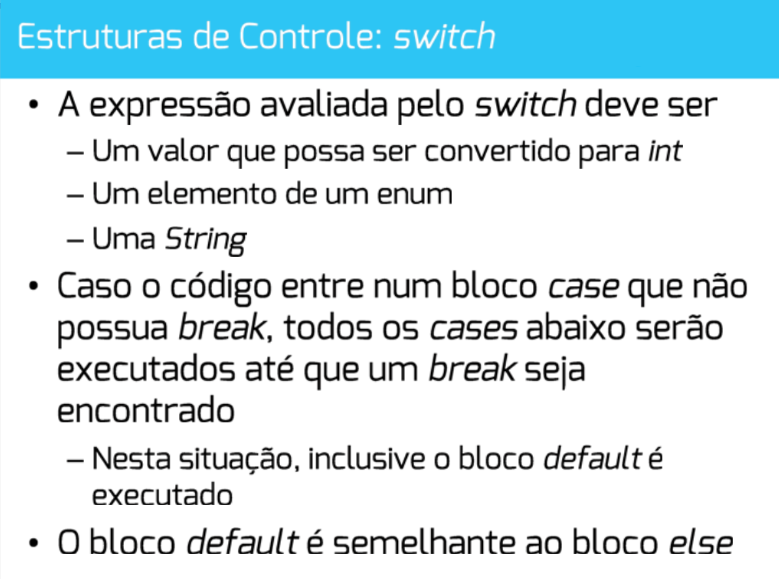 Estruturas de Controle: switch
• A expressão avaliada pelo switch deve ser
– Um valor que possa ser convertido para int
– Um elemento de um enum
– Uma String
• Caso o código entre num bloco case que não
possua break, todos os cases abaixo serão
executados até que um break seja
encontrado
– Nesta situação, inclusive o bloco default é
executado
• O bloco default é semelhante ao bloco else